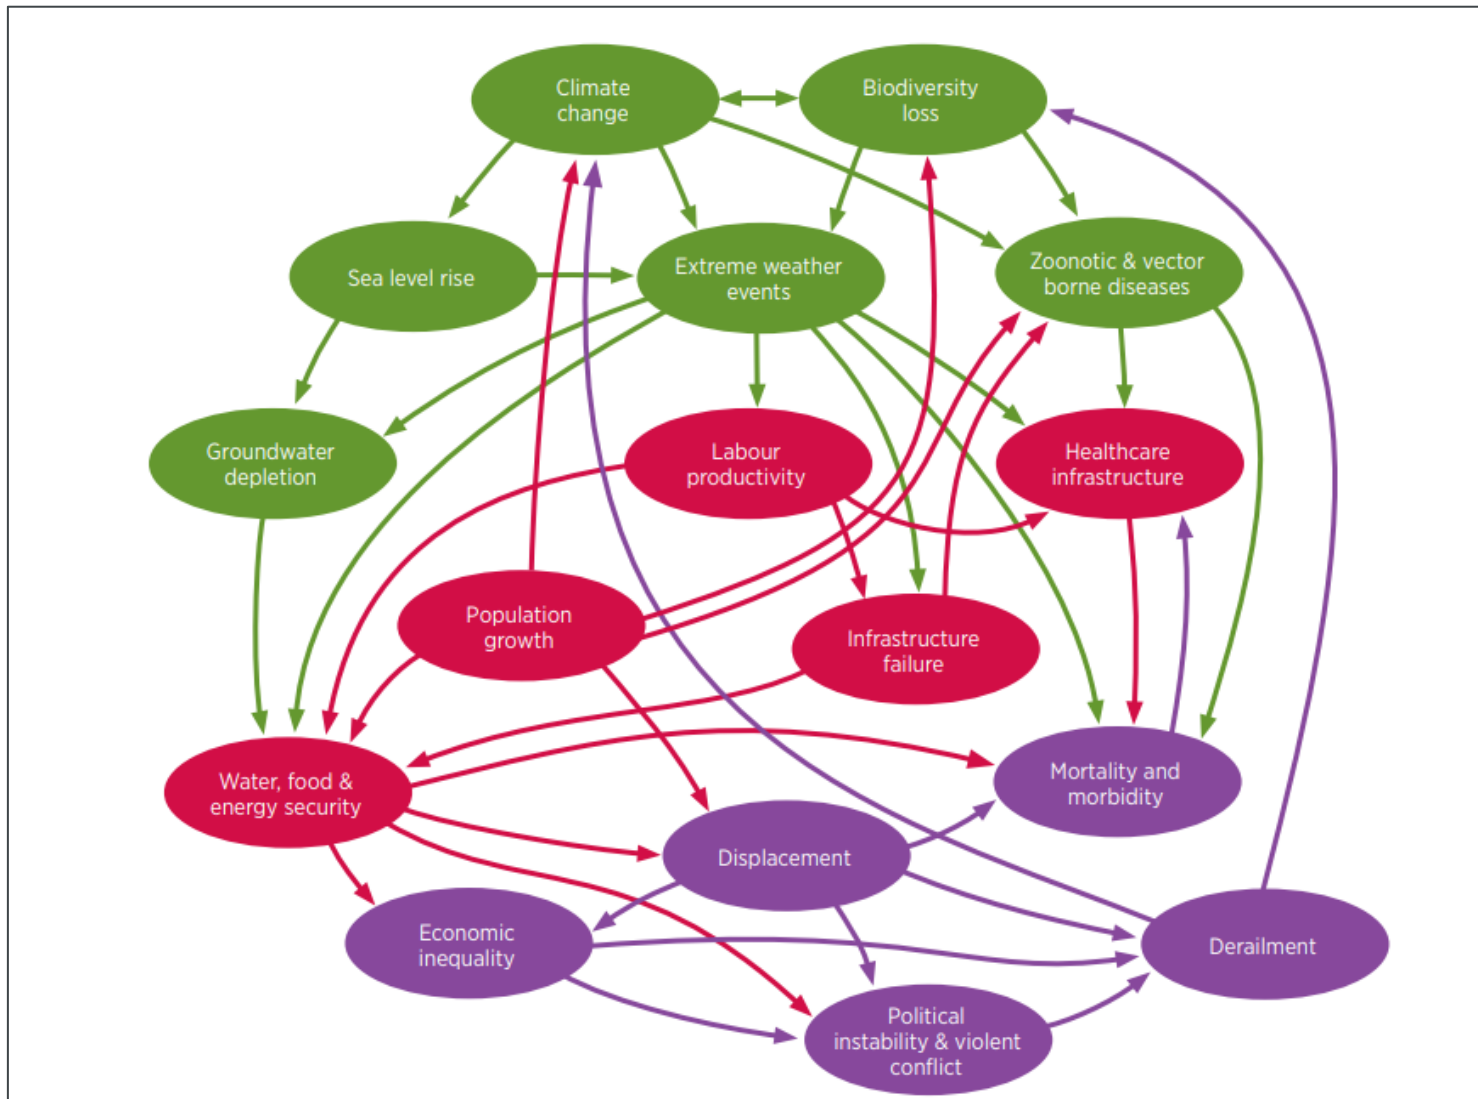 Climate
change
Biodiversity
loss
Sea level rise
Extreme weather
events
Zoonotic & vector
borne diseases
Groundwater
depletion
Labour
productivity
Healthcare
infrastructure
Population
growth
Infrastructure
failure
Water, food &
energy security
Mortality and
morbidity
Displacement
Economic
inequality
Derailment
Political
instability & violent
conflict